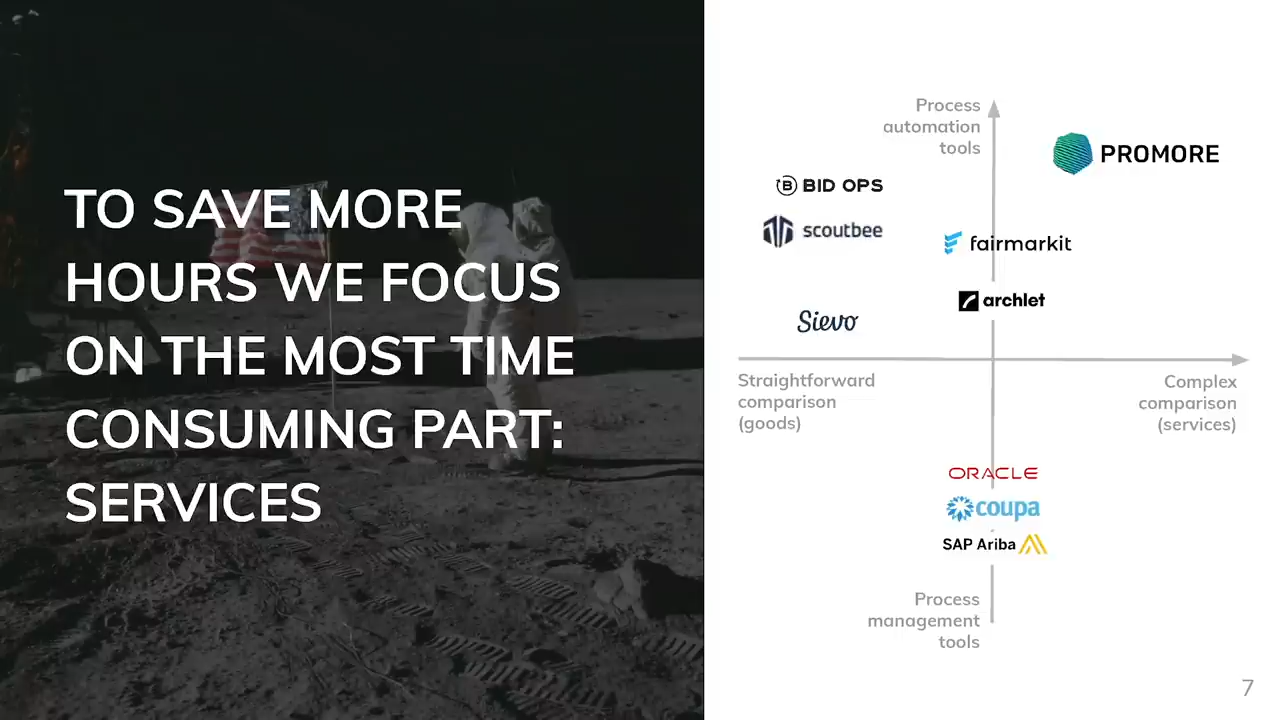 TO SAVE MORE
HOURS WE FOCUS
ON THE MOST TIME
CONSUMING PART:
SERVICES
Process
automation
tools
PROMORE
B BID OPS
scoutbee
fairmarkit
archlet
Sievo
Straightforward
comparison
(goods)
Complex
comparison
(services)
ORACLE
coupa
SAP Ariba
Process
management
tools
7